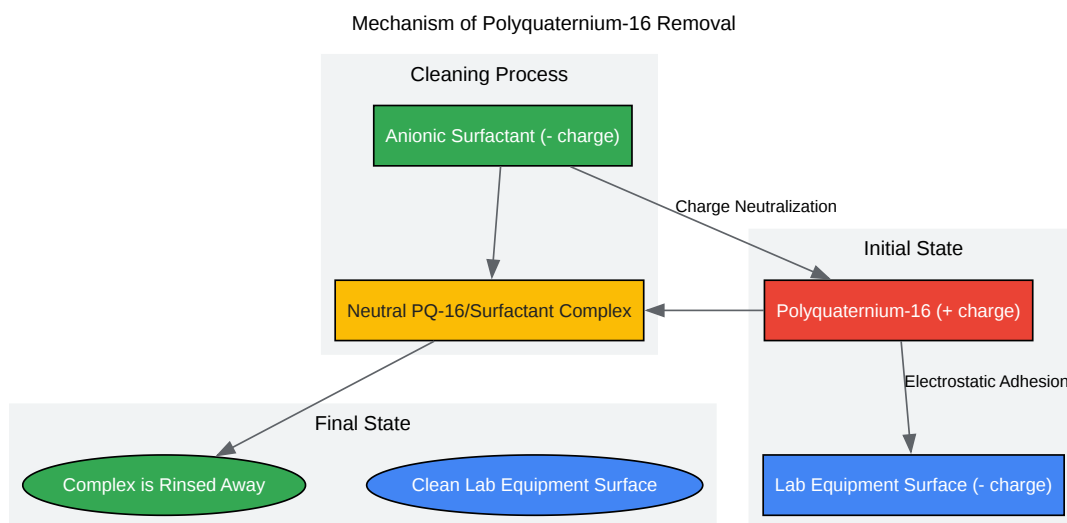 Mechanism of Polyquaternium-16 Removal
Cleaning Process
Anionic Surfactant (- charge)
Charge Neutralization
Initial State
Neutral PQ-16/Surfactant Complex
Polyquaternium-16 (+ charge)
Electrostatic Adhesion
Final State
Complex is Rinsed Away
Clean Lab Equipment Surface
Lab Equipment Surface (- charge)